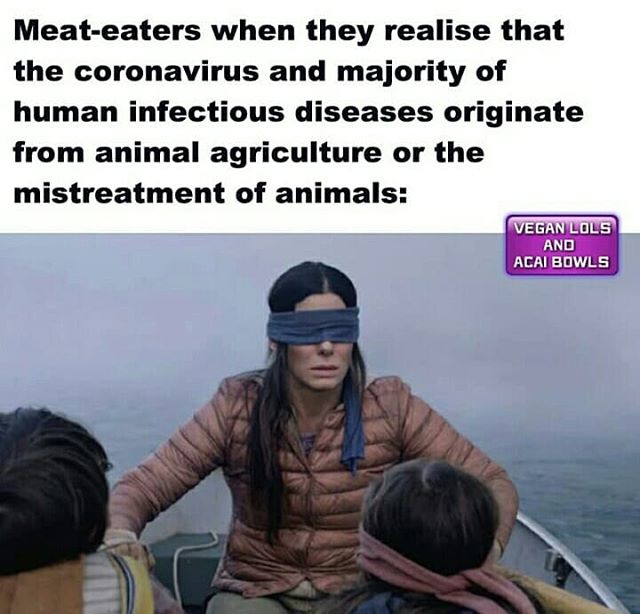 Meat-eaters when they realise that
the coronavirus and majority of
human infectious diseases originate
from animal agriculture or the
mistreatment of animals:
VEGAN LOLS
AND
ACAI BOWLS